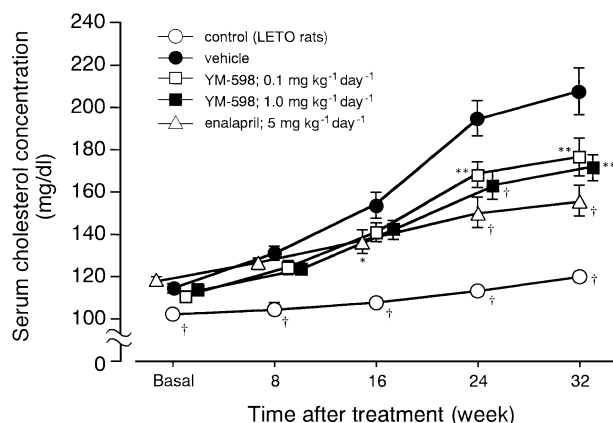 240
220
200
180
160
140
120
100
0
Serum cholesterol concentration
(mg/dl)
control (LETO rats)
vehicle
YM-598; 0.1 mg kg⁻¹ day⁻¹
YM-598; 1.0 mg kg⁻¹ day⁻¹
enalapril; 5 mg kg⁻¹ day⁻¹
**
**
**
†
*
†
†
†
†
†
†
†
Basal
8
16
24
32
Time after treatment (week)